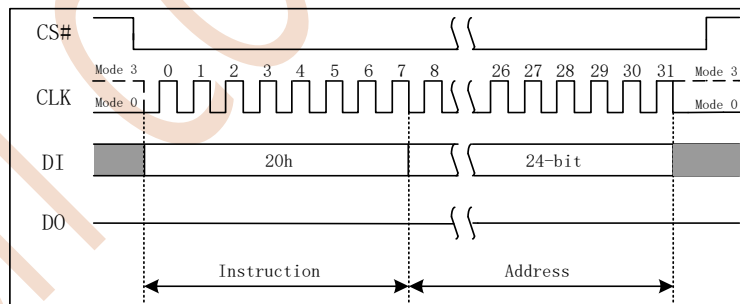 CS#
Mode 3 0 1 2 3 4 5 6 7 8 26 27 28 29 30 31 Mode 3
CLK
Mode 0 Mode 0
DI 20h 24-bit
DO
Instruction Address